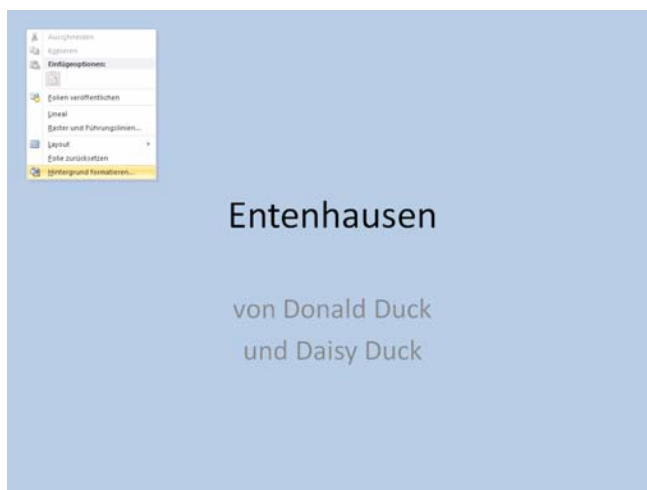 Ausschneiden
Kopieren
Einfügeoptionen:
Folien veröffentlichen
Lineal
Raster und Führungslinien...
Layout
Folie zurücksetzen
Hintergrund formatieren...
Entenhausen
von Donald Duck
und Daisy Duck